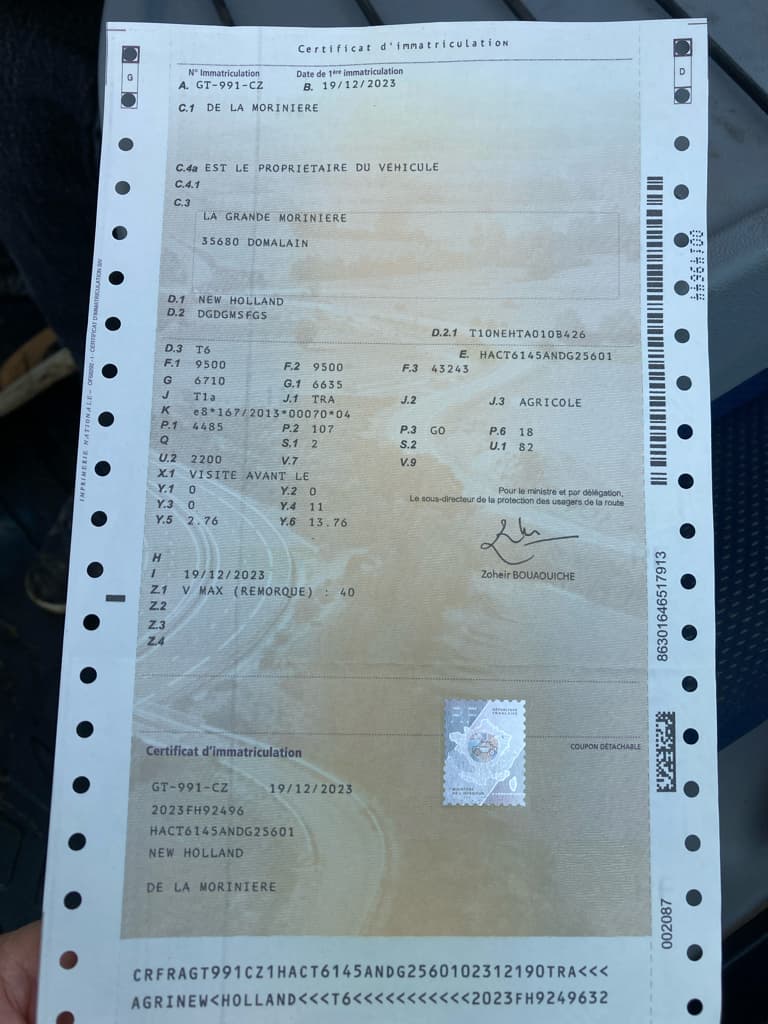 Certificat d'immatriculation
G
D
N° Immatriculation Date de 1ère immatriculation
A. GT-991-CZ B. 19/12/2023
C.1 DE LA MORINIERE
C.4a EST LE PROPRIÉTAIRE DU VÉHICULE
C.4.1
C.3
LA GRANDE MORINIERE
35680 DOMALAIN
D.1 NEW HOLLAND
D.2 DGDGMSFGS
D.2.1 T10NEHTA010B426
D.3 T6 E. HACT6145ANDG25601
F.1 9500 F.2 9500 F.3 43243
G 6710 G.1 6635
J T1a J.1 TRA J.2 J.3 AGRICOLE
K e8*167/2013*00070*04
P.1 4485 P.2 107 P.3 GO P.6 18
Q S.1 2 S.2 U.1 82
U.2 2200 V.7 V.9
X.1 VISITE AVANT LE
Y.1 0 Y.2 0
Y.3 0 Y.4 11
Y.5 2.76 Y.6 13.76
Pour le ministre et par délégation,
Le sous-directeur de la protection des usagers de la route
Zoheir BOUAOUICHE
H
I 19/12/2023
Z.1 V MAX (REMORQUE) : 40
Z.2
Z.3
Z.4
Certificat d'immatriculation
COUPON DÉTACHABLE
GT-991-CZ 19/12/2023
2023FH92496
HACT6145ANDG25601
NEW HOLLAND
DE LA MORINIERE
RÉPUBLIQUE
FRANÇAISE
CRFRAGT991CZ1HACT6145ANDG2560102312190TRA<<<
AGRINEW<HOLLAND<<<T6<<<<<<<<<<<2023FH9249632
86301646517913
002087